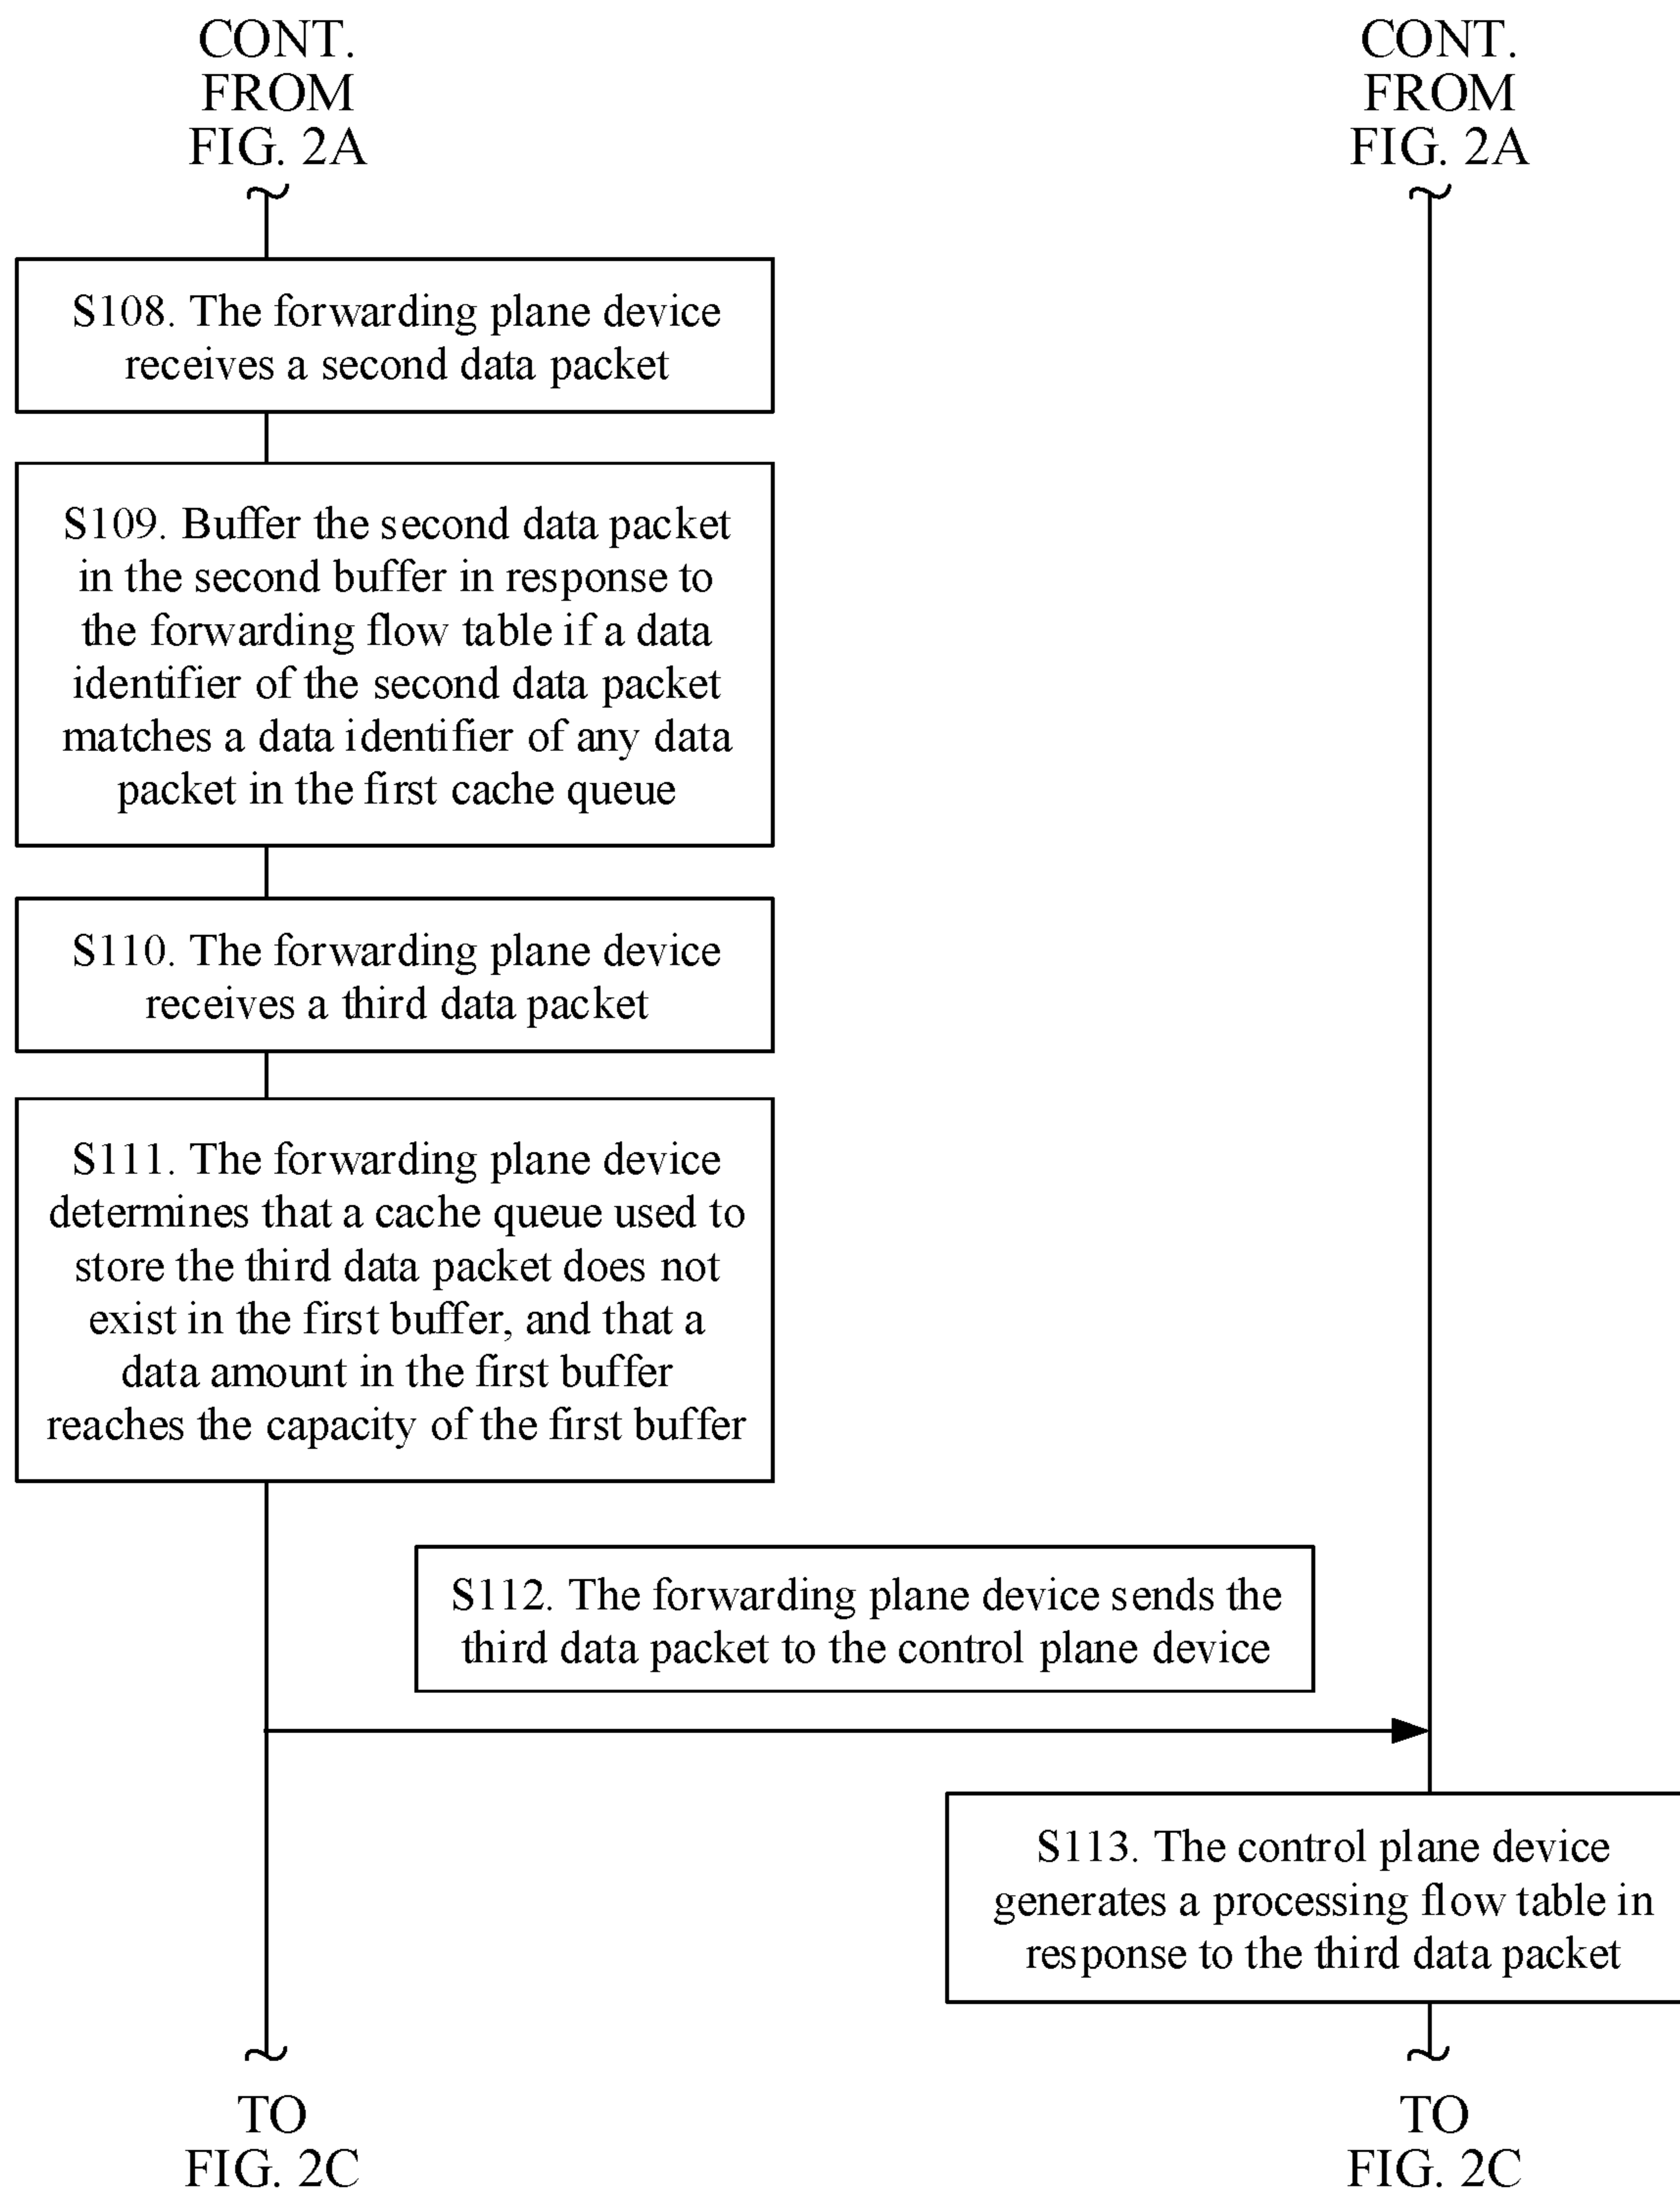 CONT.
FROM
FIG. 2A
CONT.
FROM
FIG. 2A
S108. The forwarding plane device
receives a second data packet
S109. Buffer the second data packet
in the second buffer in response to
the forwarding flow table if a data
identifier of the second data packet
matches a data identifier of any data
packet in the first cache queue
S110. The forwarding plane device
receives a third data packet
S111. The forwarding plane device
determines that a cache queue used to
store the third data packet does not
exist in the first buffer, and that a
data amount in the first buffer
reaches the capacity of the first buffer
S112. The forwarding plane device sends the
third data packet to the control plane device
S113. The control plane device
generates a processing flow table in
response to the third data packet
TO
FIG. 2C
TO
FIG. 2C